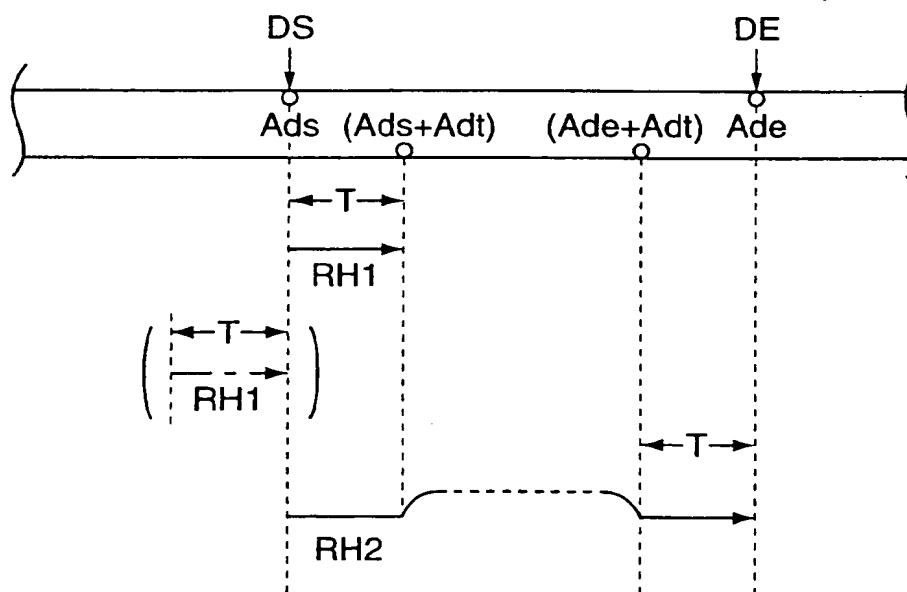 DS DE
Ads (Ads+Adt) (Ade+Adt) Ade
T
RH1
T
RH1
T
RH2